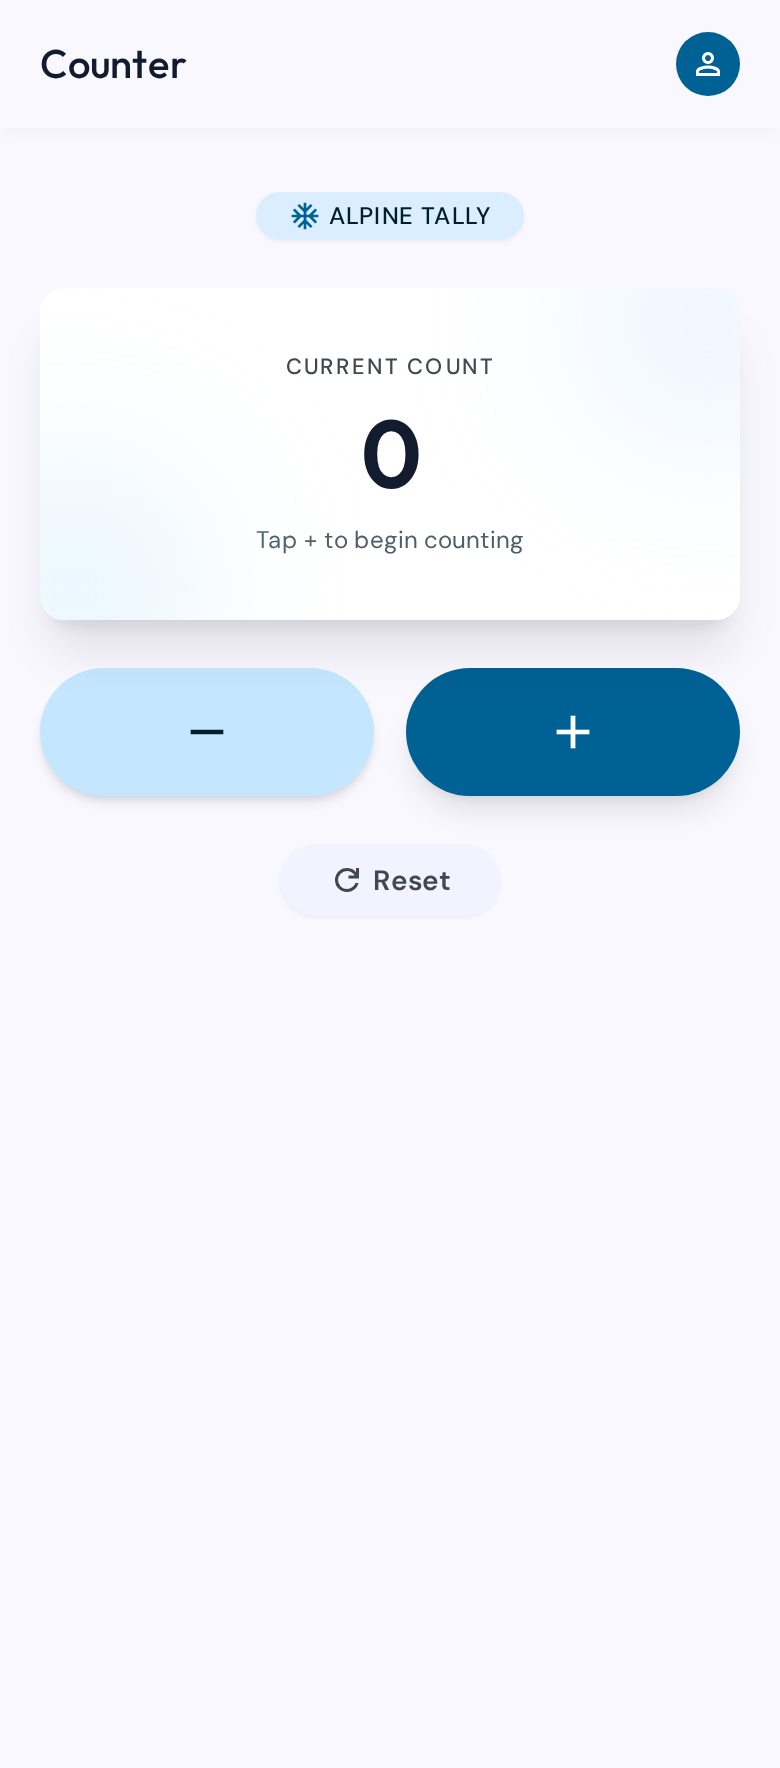 Counter
ALPINE TALLY
CURRENT COUNT
0
Tap + to begin counting
Reset